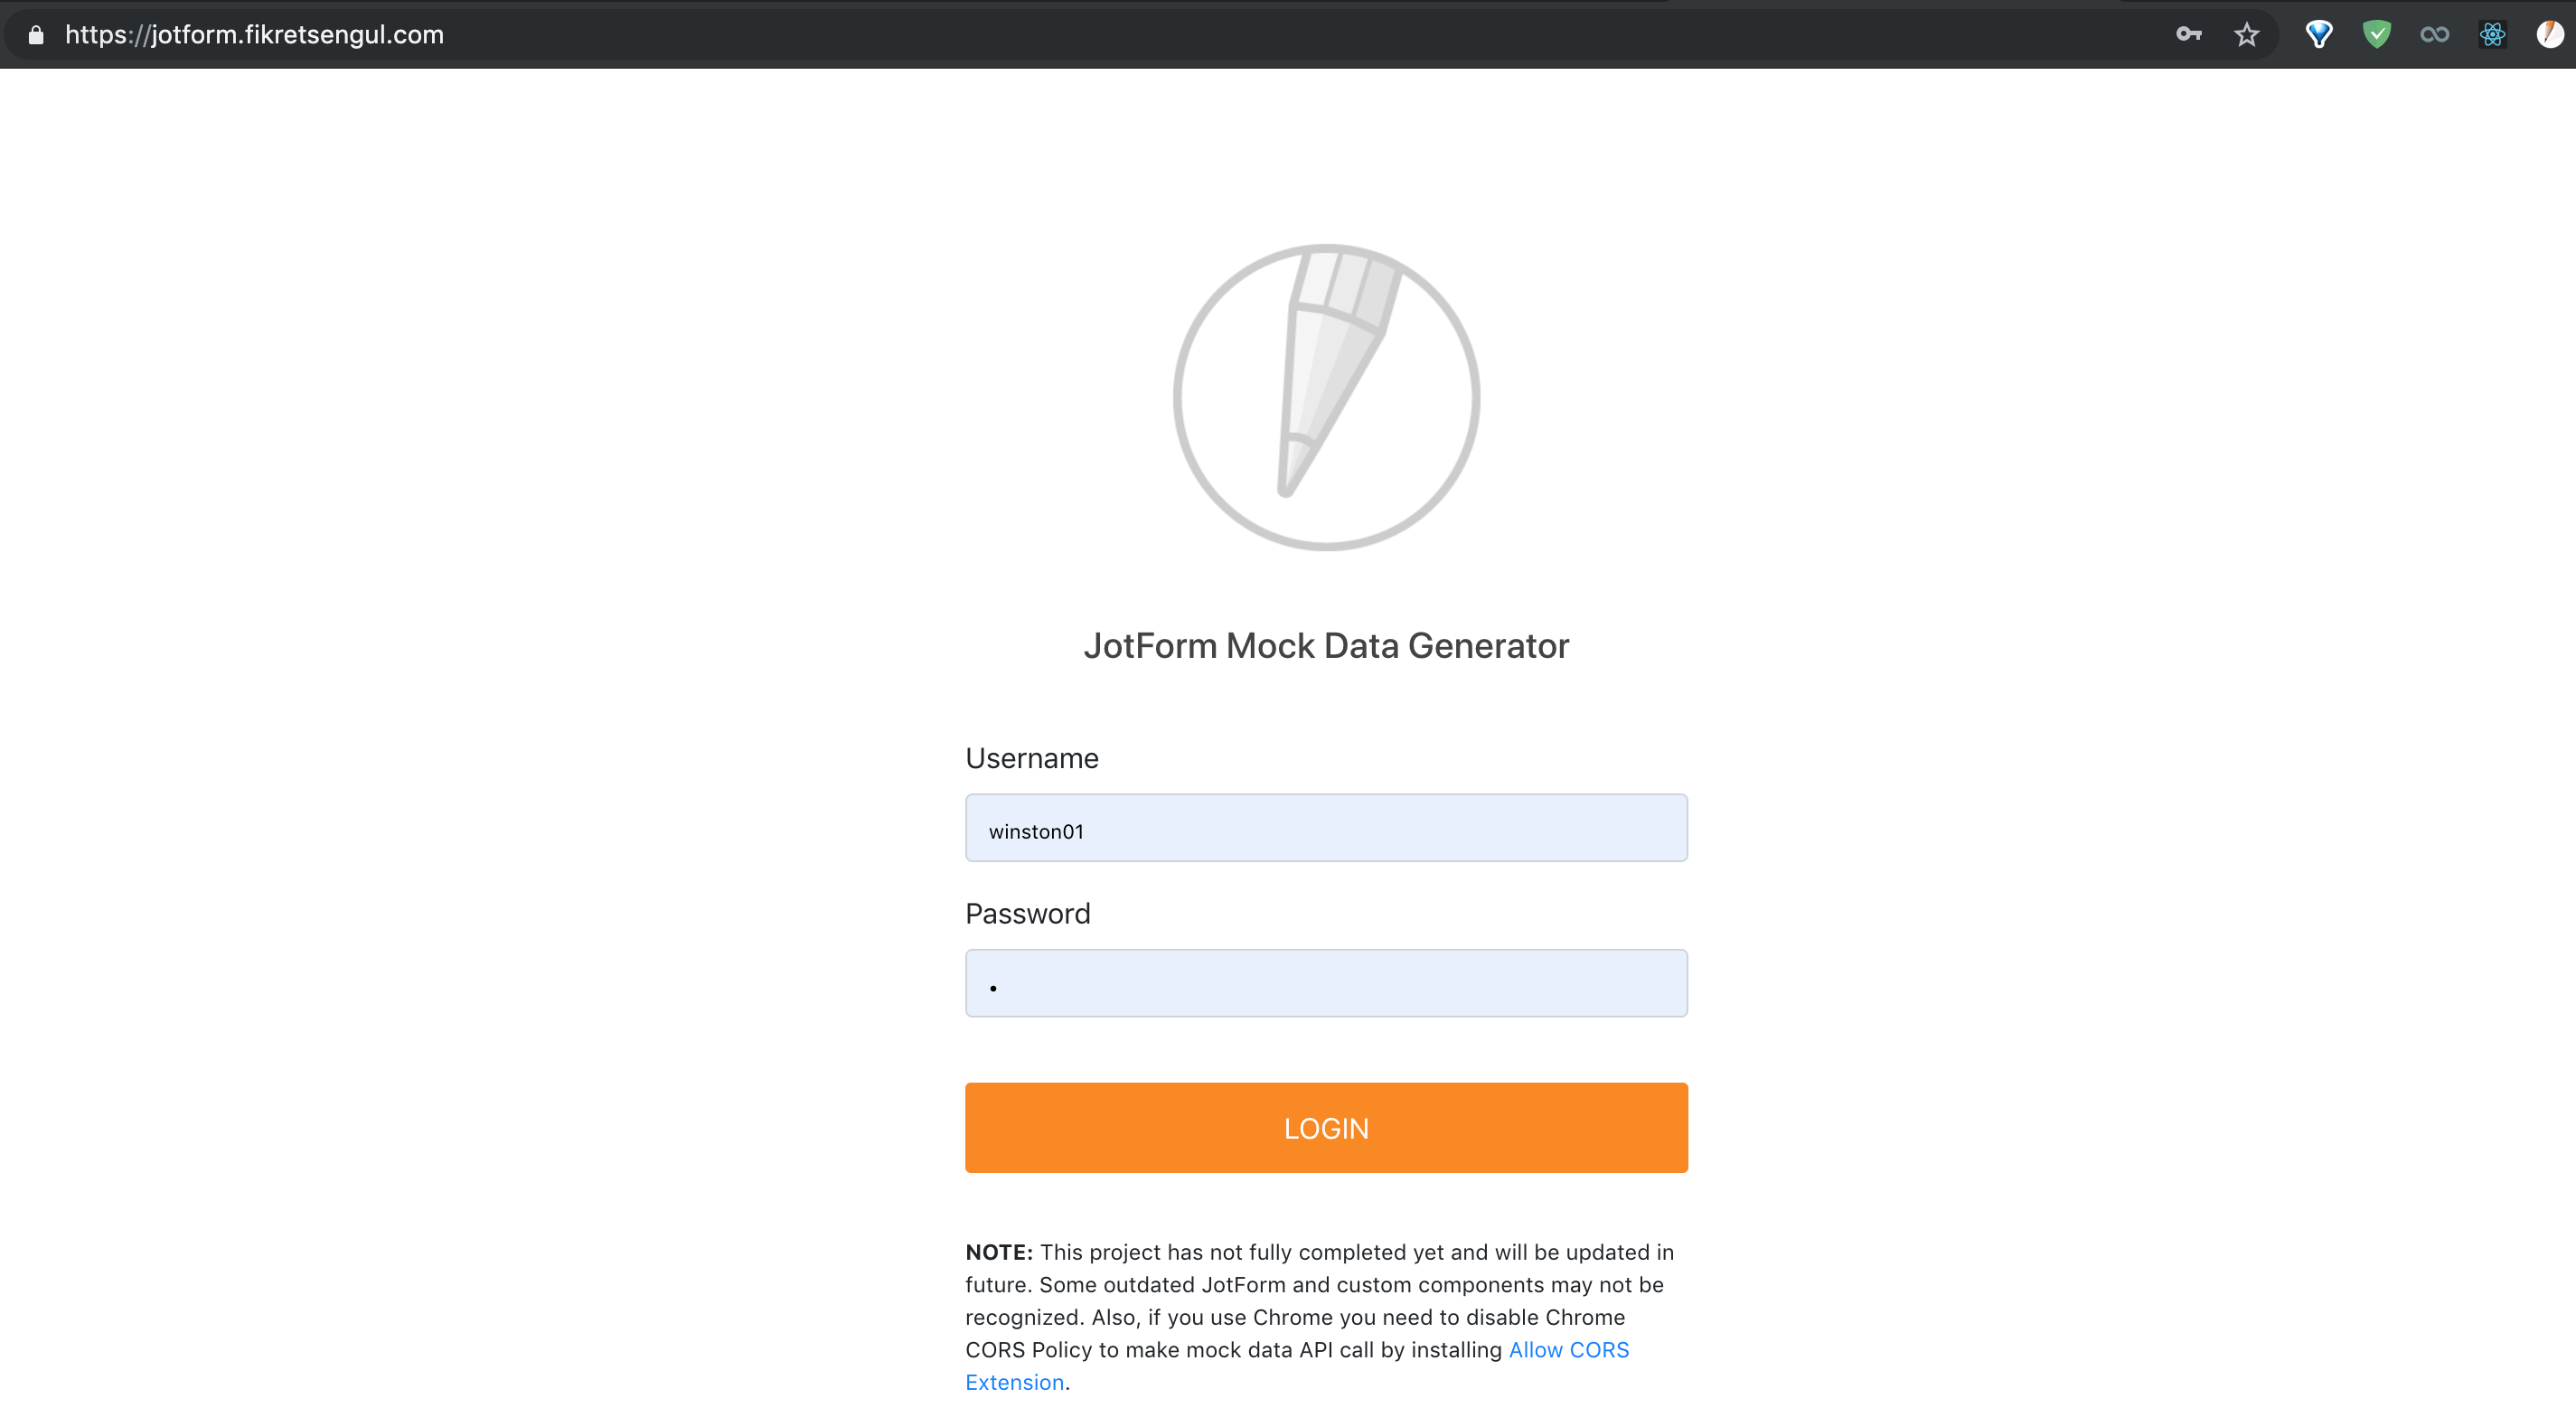 https://jotform.fikretsengul.com
JotForm Mock Data Generator
Username
winston01
Password
•
LOGIN
NOTE: This project has not fully completed yet and will be updated in
future. Some outdated JotForm and custom components may not be
recognized. Also, if you use Chrome you need to disable Chrome
CORS Policy to make mock data API call by installing Allow CORS
Extension.